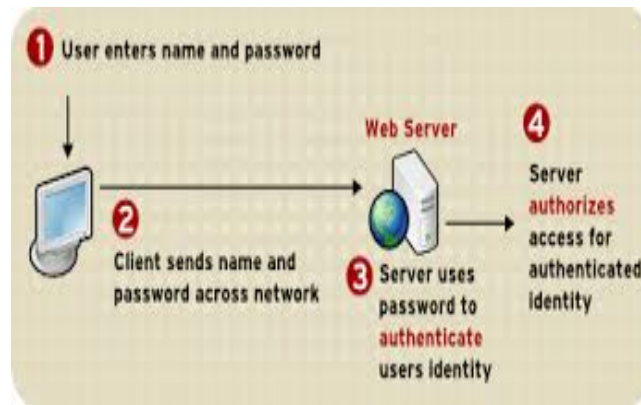 1 User enters name and password
2
Client sends name and
password across network
Web Server
3 Server uses
password to
authenticate
users identity
4
Server
authorizes
access for
authenticated
identity